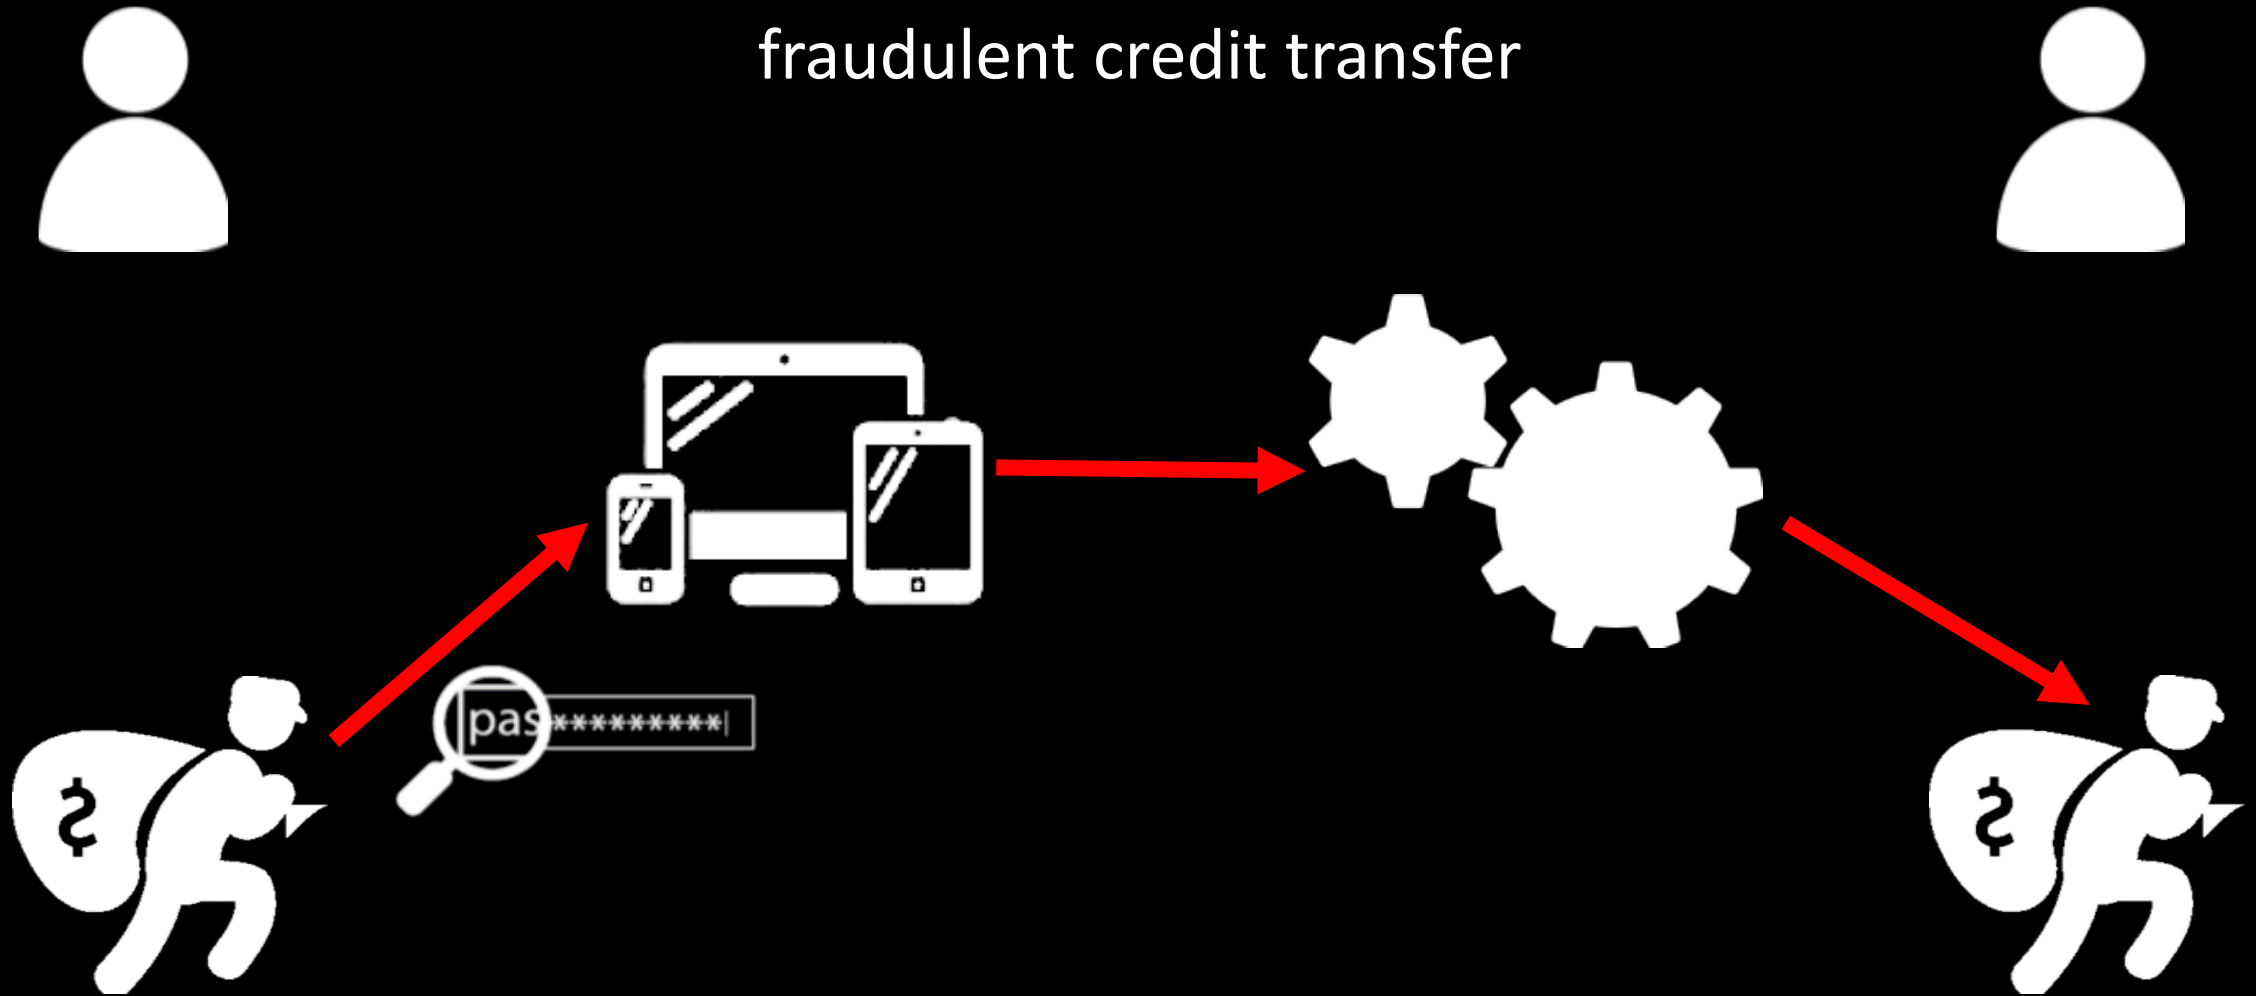 fraudulent credit transfer
pas*********|
$ $